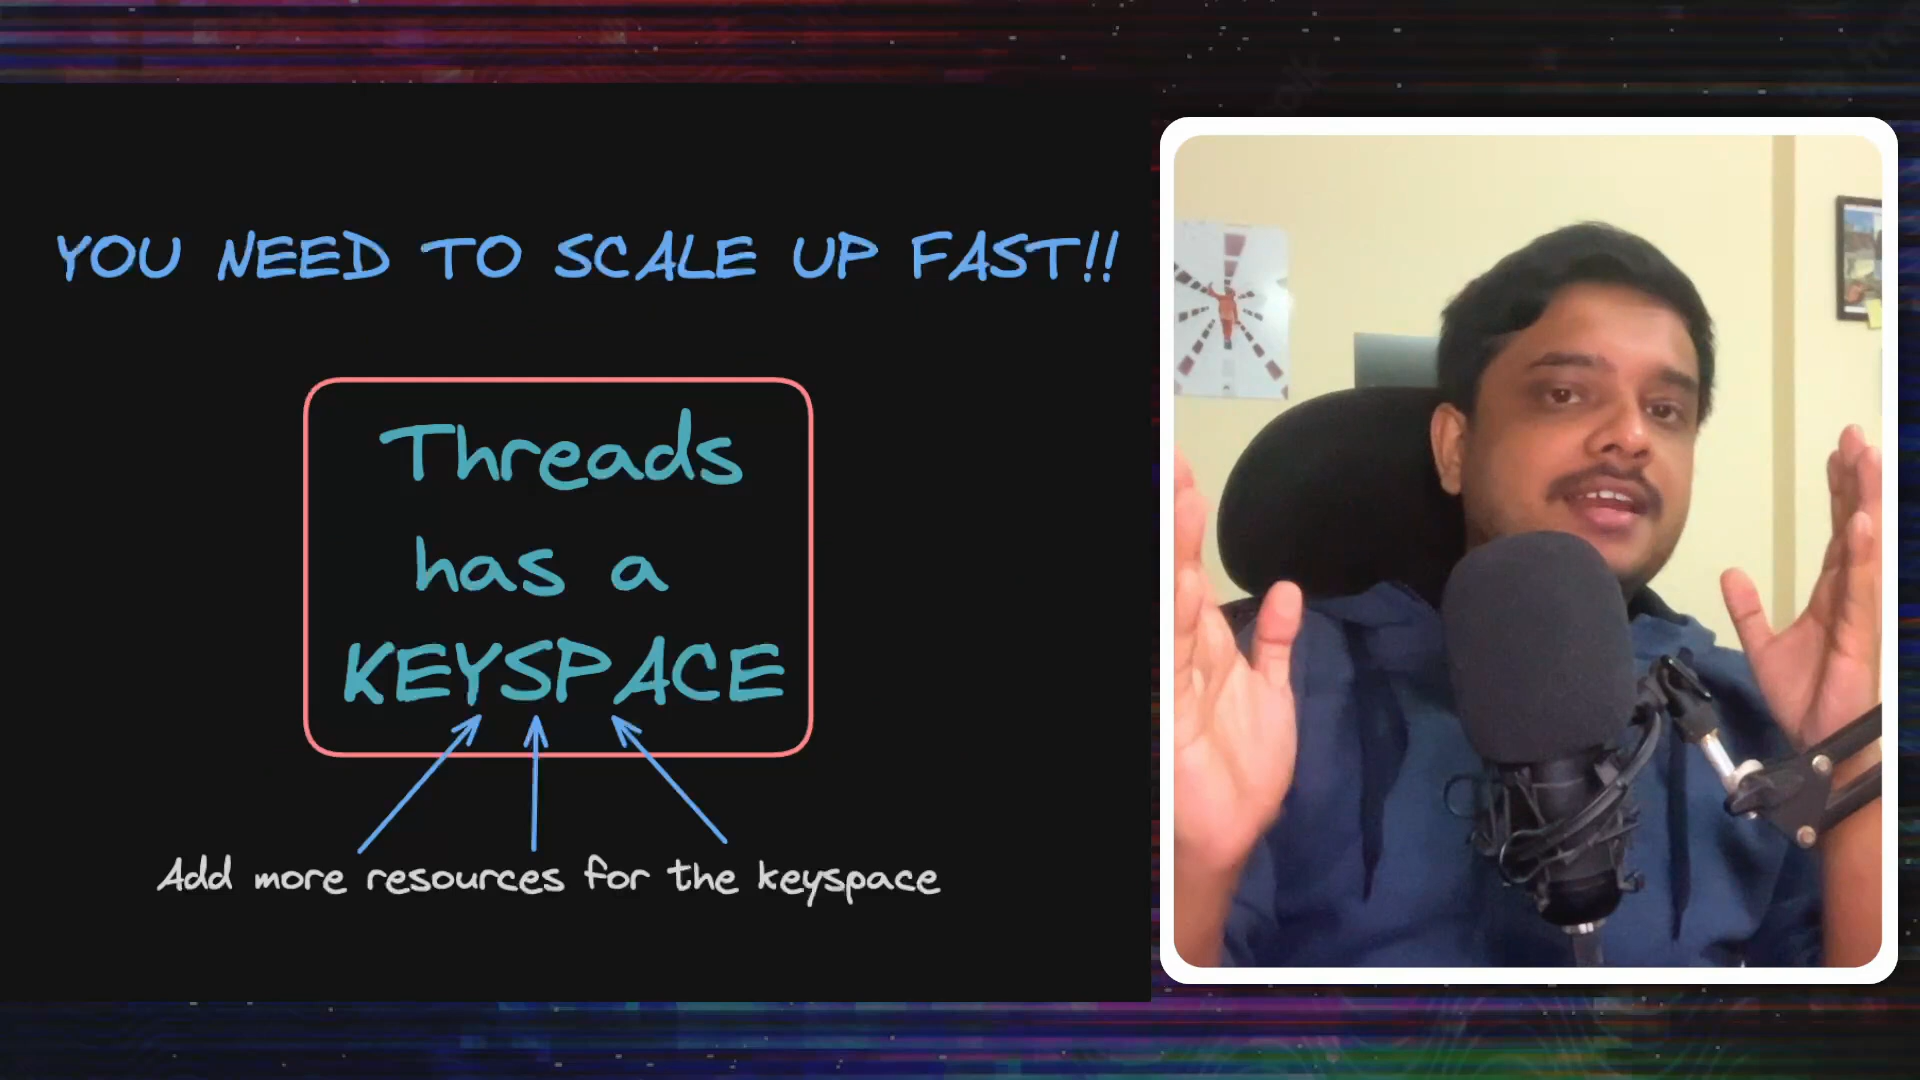 YOU NEED TO SCALE UP FAST!!
Threads
has a
KEYSPACE
Add more resources for the keyspace